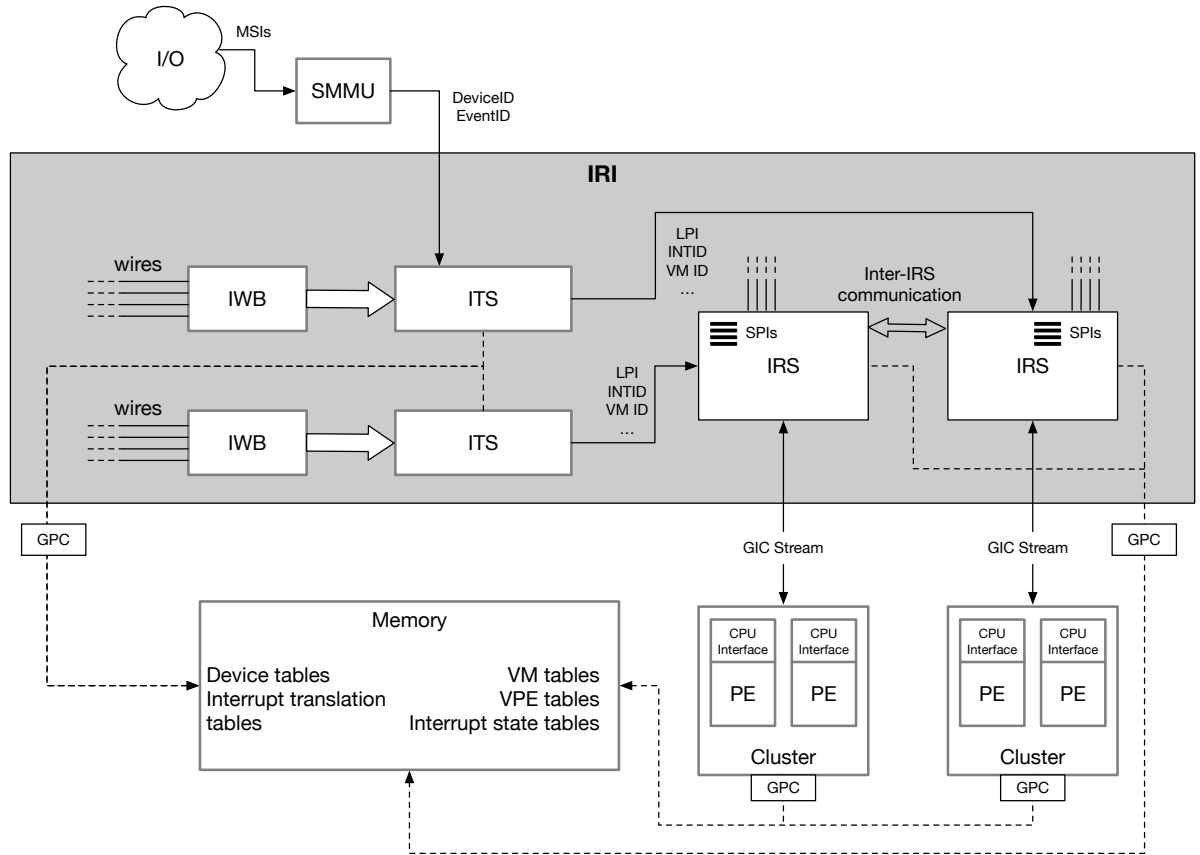 I/O
MSIs
SMMU
DeviceID
EventID
IRI
wires
IWB
ITS
LPI
INTID
VM ID
...
SPIs
IRS
Inter-IRS
communication
SPIs
IRS
wires
IWB
ITS
LPI
INTID
VM ID
...
GPC
GIC Stream
GIC Stream
GPC
Memory
Device tables
Interrupt translation
tables
VM tables
VPE tables
Interrupt state tables
CPU
Interface
PE
CPU
Interface
PE
Cluster
GPC
CPU
Interface
PE
CPU
Interface
PE
Cluster
GPC